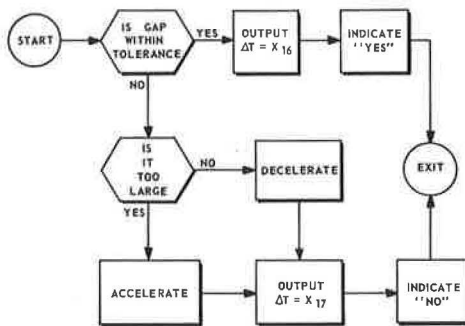 START
IS GAP
WITHIN
TOLERANCE
YES
OUTPUT
ΔT = X16
INDICATE
"YES"
NO
IS
IT
TOO
LARGE
NO
DECELERATE
EXIT
YES
ACCELERATE
OUTPUT
ΔT = X17
INDICATE
"NO"